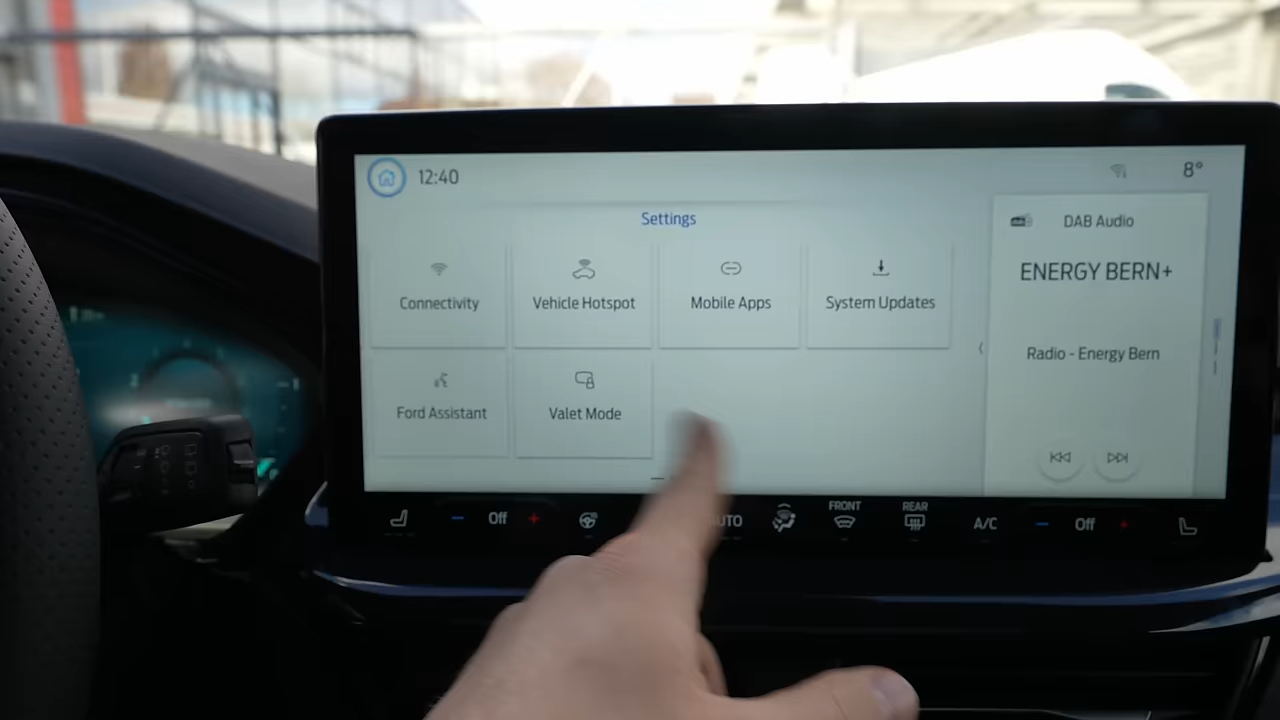 12:40
8°
Settings
DAB Audio
ENERGY BERN+
Connectivity
Vehicle Hotspot
Mobile Apps
System Updates
Radio - Energy Bern
Ford Assistant
Valet Mode
Off
FRONT
REAR
A/C
Off